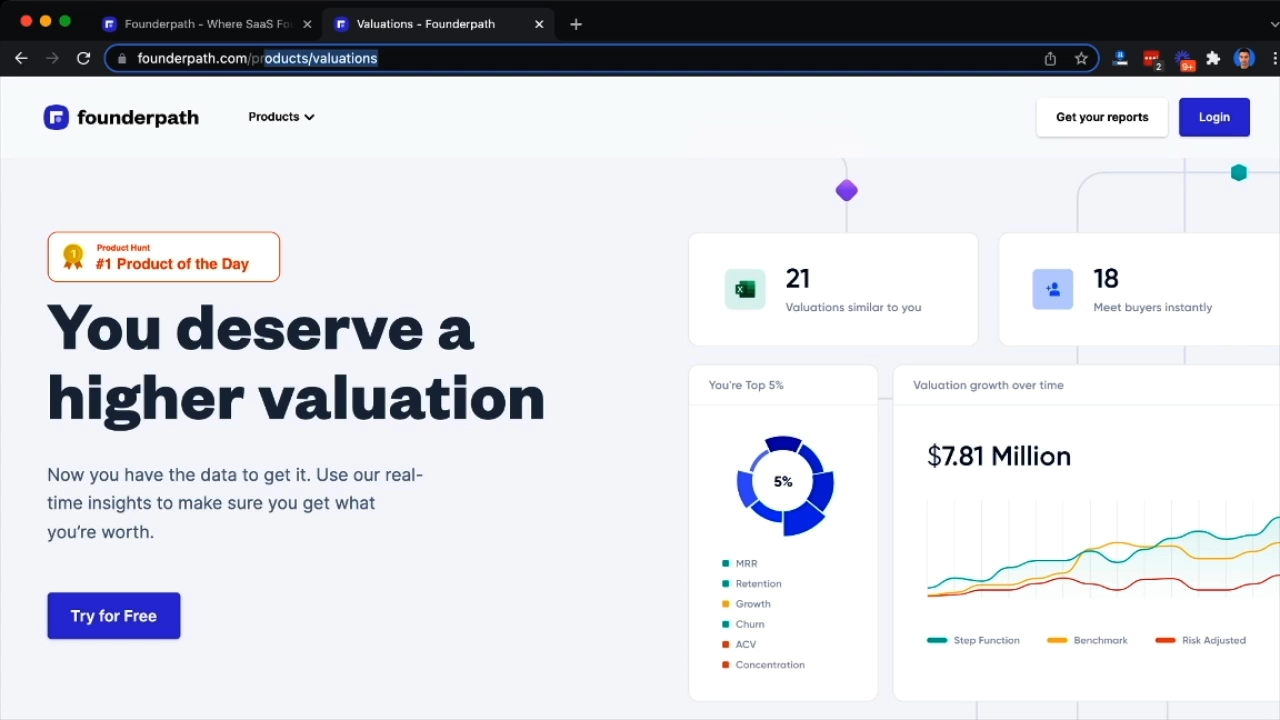 Founderpath - Where SaaS Fo
Valuations - Founderpath
founderpath.com/products/valuations
2
9+
founderpath
Products
Get your reports
Login
Product Hunt
#1 Product of the Day
1
You deserve a
higher valuation
Now you have the data to get it. Use our real-
time insights to make sure you get what
you're worth.
Try for Free
21
Valuations similar to you
18
Meet buyers instantly
You're Top 5%
5%
MRR
Retention
Growth
Churn
ACV
Concentration
Valuation growth over time
$7.81 Million
Step Function
Benchmark
Risk Adjusted